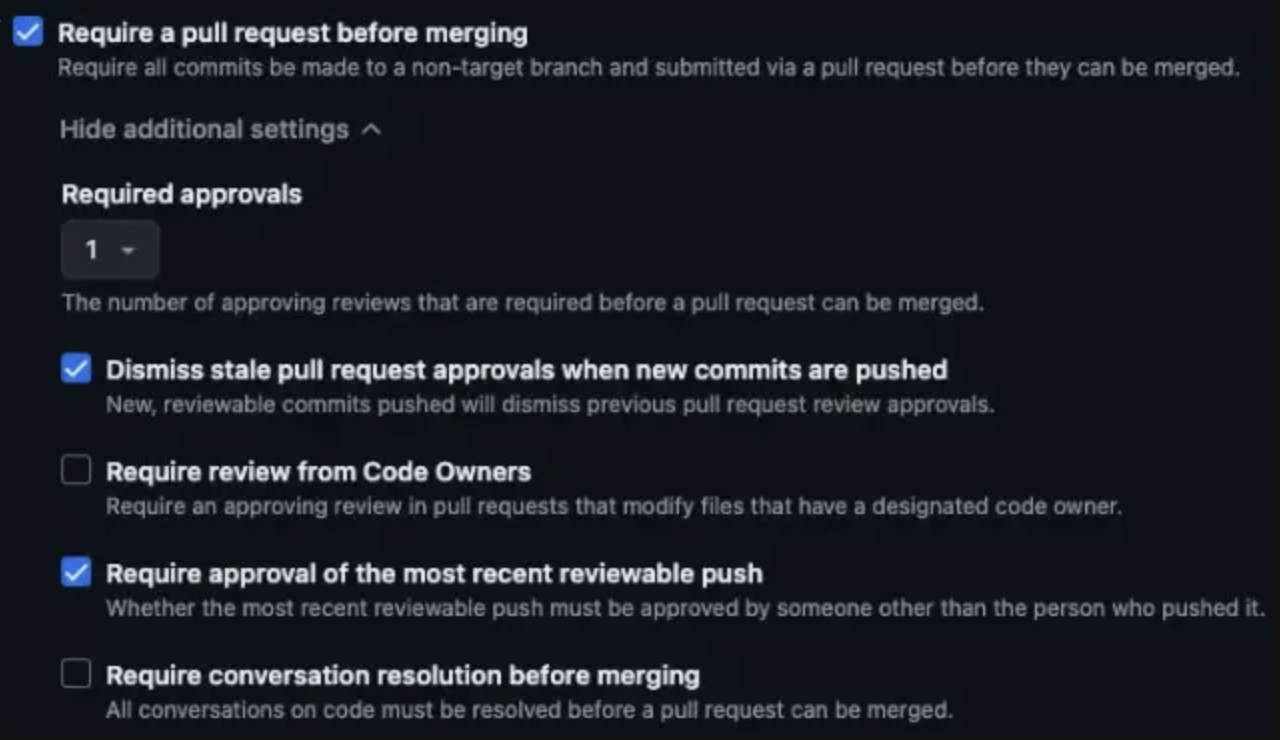 Require a pull request before merging
Require all commits be made to a non-target branch and submitted via a pull request before they can be merged.
Hide additional settings
Required approvals
1
The number of approving reviews that are required before a pull request can be merged.
Dismiss stale pull request approvals when new commits are pushed
New, reviewable commits pushed will dismiss previous pull request review approvals.
Require review from Code Owners
Require an approving review in pull requests that modify files that have a designated code owner.
Require approval of the most recent reviewable push
Whether the most recent reviewable push must be approved by someone other than the person who pushed it.
Require conversation resolution before merging
All conversations on code must be resolved before a pull request can be merged.